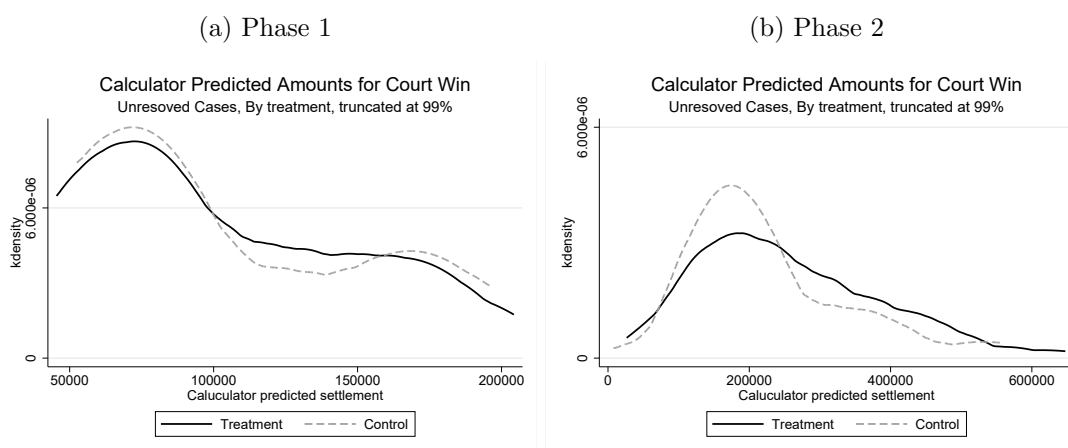 (a) Phase 1
Calculator Predicted Amounts for Court Win
Unresoved Cases, By treatment, truncated at 99%
kdensity
6.000e-06
0
50000 100000 150000 200000
Caluculator predicted settlement
Treatment Control
(b) Phase 2
Calculator Predicted Amounts for Court Win
Unresoved Cases, By treatment, truncated at 99%
kdensity
6.000e-06
0
0 200000 400000 600000
Caluculator predicted settlement
Treatment Control